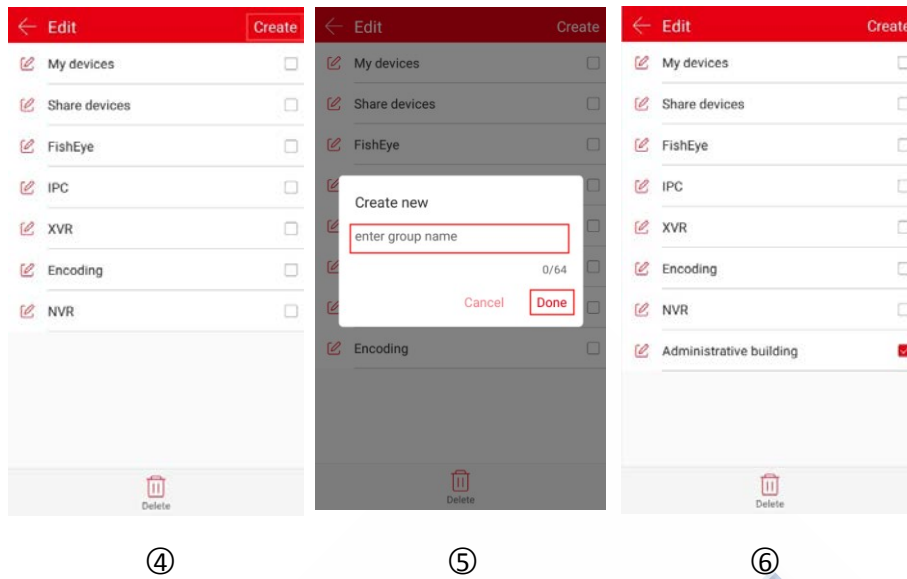 Edit Create
My devices
Share devices
FishEye
IPC
XVR
Encoding
NVR
Delete
④
Edit Create
My devices
Share devices
FishEye
Create new
enter group name
0/64
Cancel Done
Encoding
Delete
⑤
Edit Create
My devices
Share devices
FishEye
IPC
XVR
Encoding
NVR
Administrative building
Delete
⑥